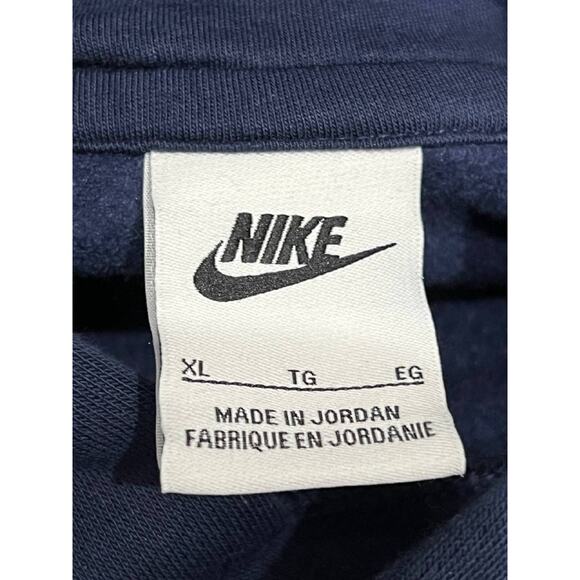 NIKE
XL TG EG
MADE IN JORDAN
FABRIQUE EN JORDANIE